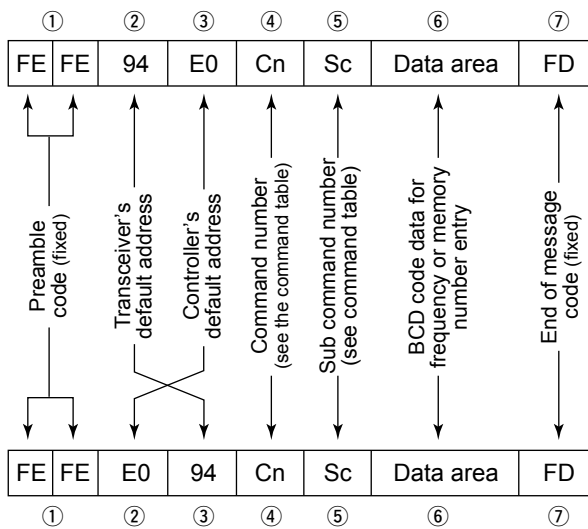 ① ② ③ ④ ⑤ ⑥ ⑦
FE FE 94 E0 Cn Sc Data area FD
Preamble
code (fixed)
Transceiver's
default address
Controller's
default address
Command number
(see the command table)
Sub command number
(see command table)
BCD code data for
frequency or memory
number entry
End of message
code (fixed)
FE FE E0 94 Cn Sc Data area FD
① ② ③ ④ ⑤ ⑥ ⑦